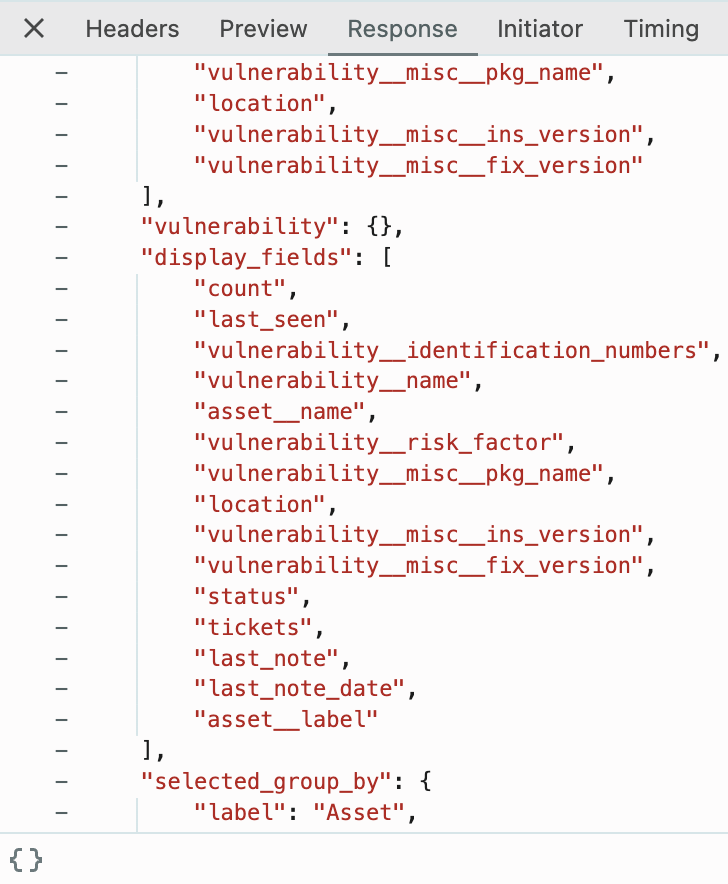 Headers Preview Response Initiator Timing
"vulnerability__misc__pkg_name",
"location",
"vulnerability__misc__ins_version",
"vulnerability__misc__fix_version"
],
"vulnerability": {},
"display_fields": [
"count",
"last_seen",
"vulnerability__identification_numbers",
"vulnerability__name",
"asset__name",
"vulnerability__risk_factor",
"vulnerability__misc__pkg_name",
"location",
"vulnerability__misc__ins_version",
"vulnerability__misc__fix_version",
"status",
"tickets",
"last_note",
"last_note_date",
"asset__label"
],
"selected_group_by": {
"label": "Asset",
{}